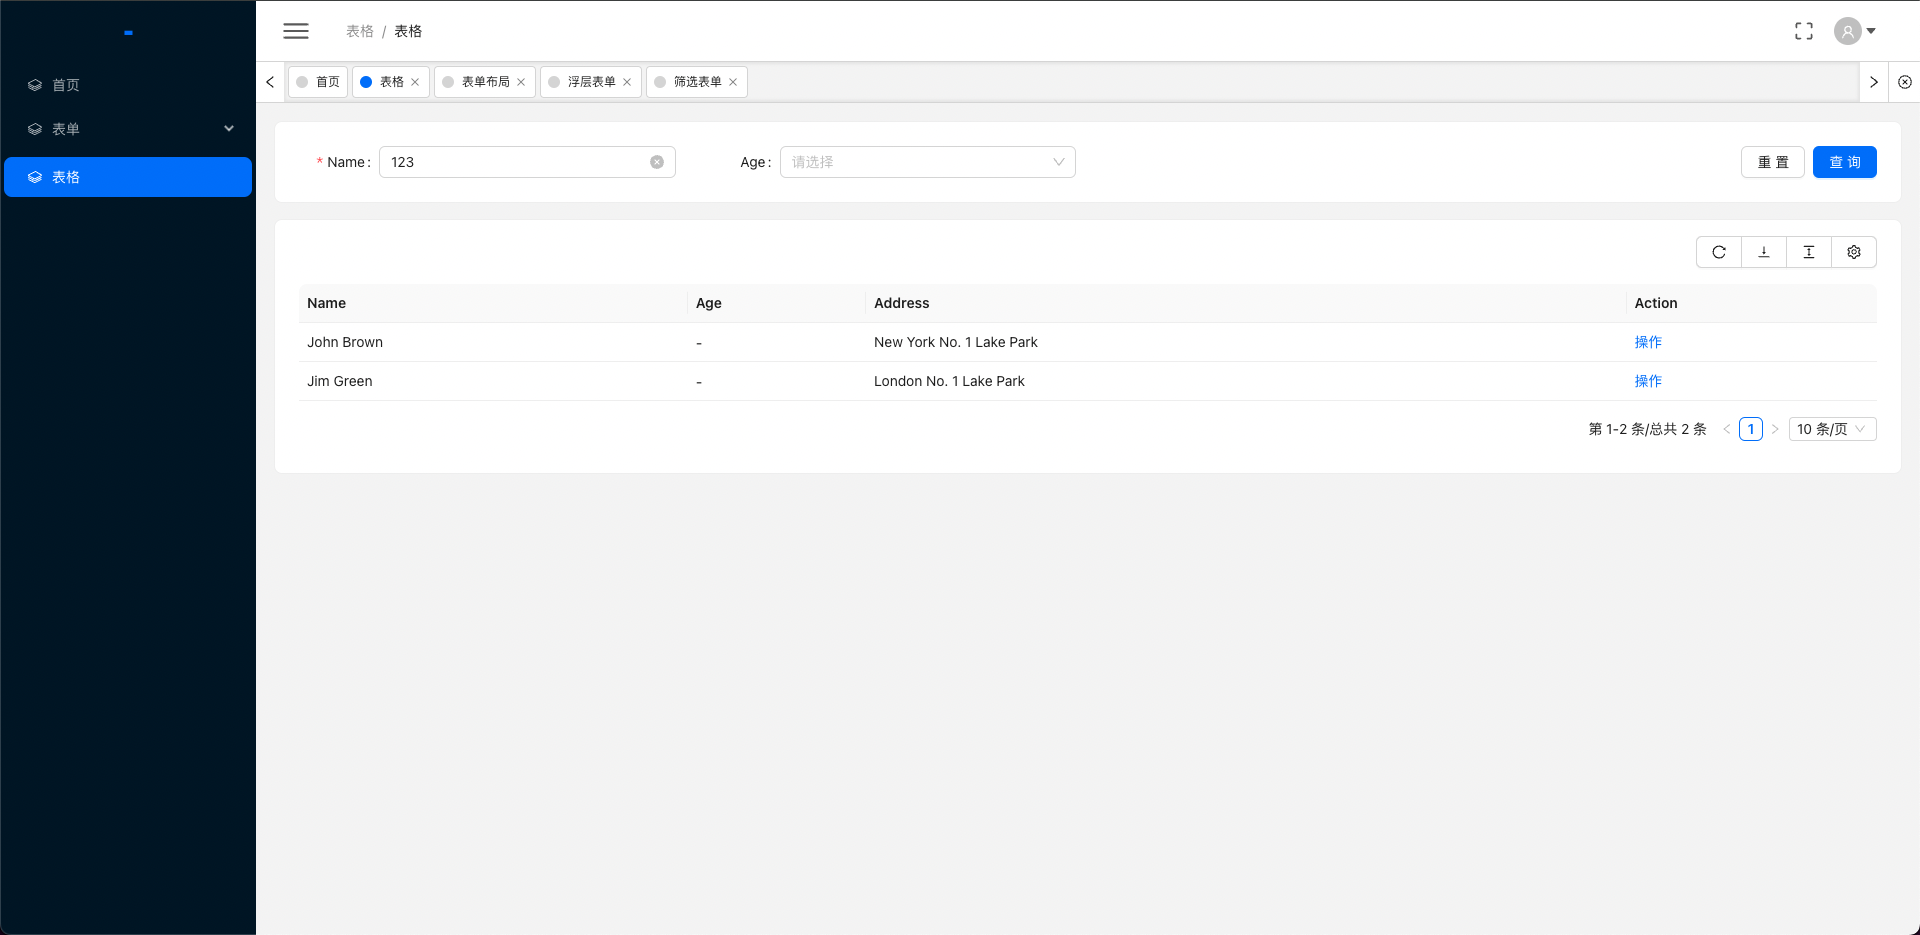 首页
表单
表格
表格 / 表格
首页 表格 表单布局 浮层表单 筛选表单
* Name: 123 Age: 请选择 重 置 查 询
Name Age Address Action
John Brown - New York No. 1 Lake Park 操作
Jim Green - London No. 1 Lake Park 操作
第 1-2 条/总共 2 条 1 10 条/页